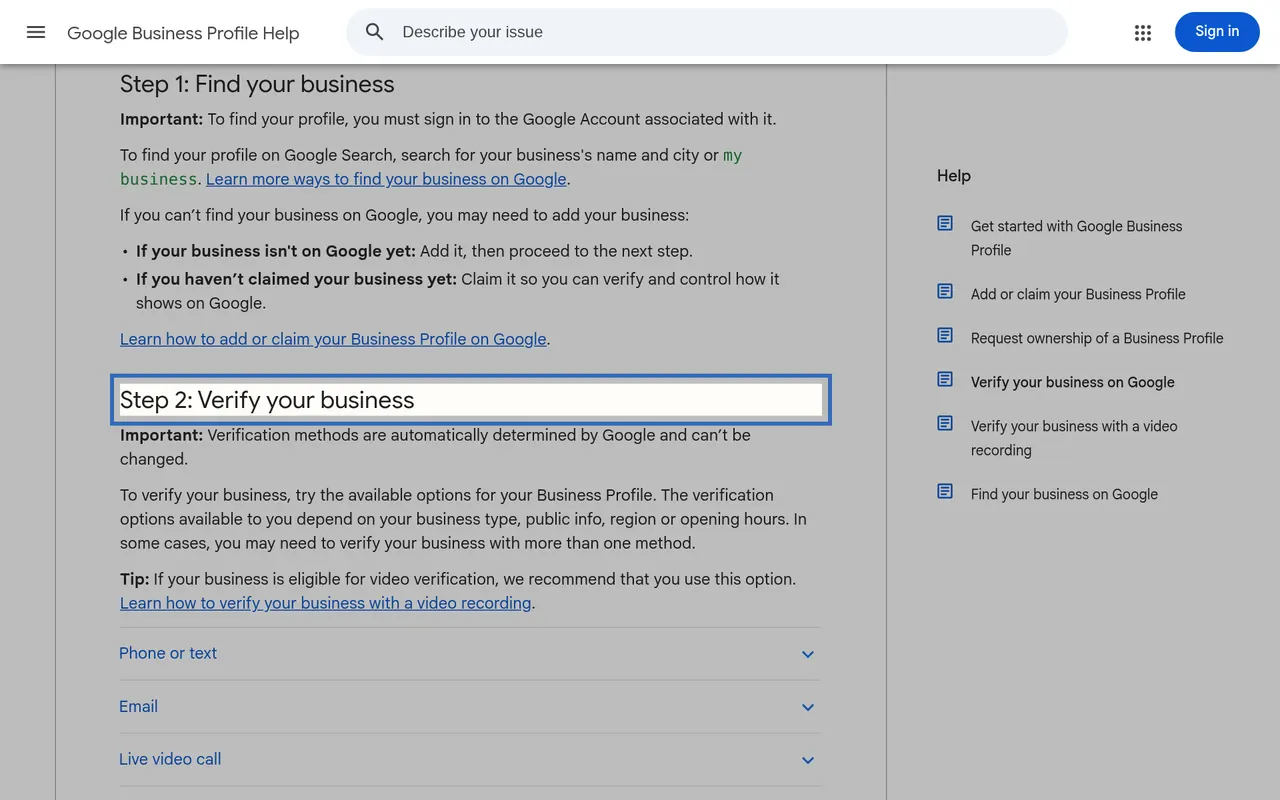 Google Business Profile Help
Describe your issue
Sign in
Step 1: Find your business
Important: To find your profile, you must sign in to the Google Account associated with it.
To find your profile on Google Search, search for your business's name and city or my
business. Learn more ways to find your business on Google.
If you can’t find your business on Google, you may need to add your business:
• If your business isn't on Google yet: Add it, then proceed to the next step.
• If you haven’t claimed your business yet: Claim it so you can verify and control how it
shows on Google.
Learn how to add or claim your Business Profile on Google.
Step 2: Verify your business
Important: Verification methods are automatically determined by Google and can’t be
changed.
To verify your business, try the available options for your Business Profile. The verification
options available to you depend on your business type, public info, region or opening hours. In
some cases, you may need to verify your business with more than one method.
Tip: If your business is eligible for video verification, we recommend that you use this option.
Learn how to verify your business with a video recording.
Phone or text
Email
Live video call
Help
Get started with Google Business
Profile
Add or claim your Business Profile
Request ownership of a Business Profile
Verify your business on Google
Verify your business with a video
recording
Find your business on Google